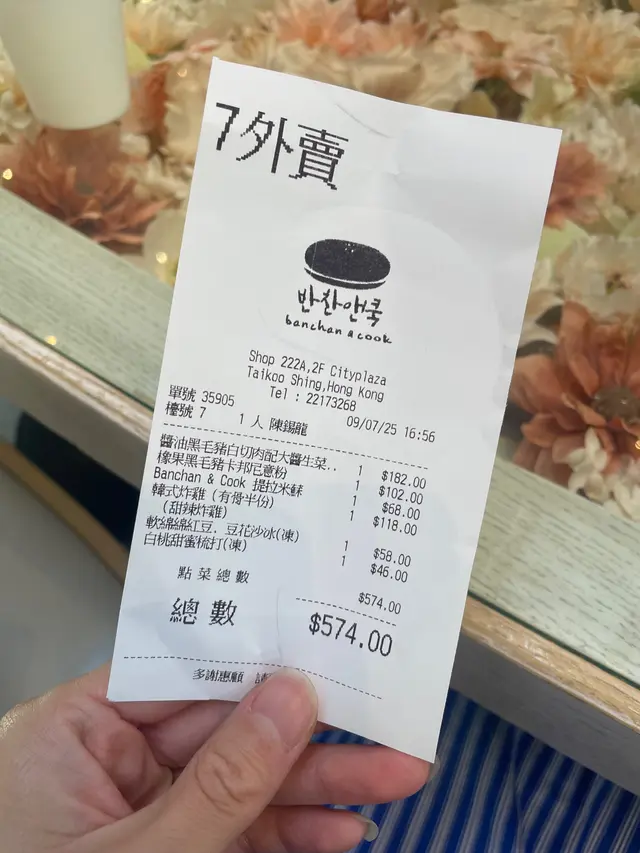 7外賣
반찬앤쿡
banchan & cook
Shop 222A,2F Cityplaza
Taikoo Shing,Hong Kong
Tel : 22173268
單號 35905
檯號 7 1 人 陳錫龍 09/07/25 16:56
醬油黑毛豬白切肉配大醬生菜.. 1 $182.00
橡果黑毛豬卡邦尼意粉 1 $102.00
Banchan & Cook 提拉米蘇 1 $68.00
韓式炸雞(有骨半份) 1 $118.00
(甜辣炸雞)
軟綿綿紅豆. 豆花沙冰(凍) 1 $58.00
白桃甜蜜梳打(凍) 1 $46.00
點菜總數 $574.00
總數 $574.00
多謝惠顧 請